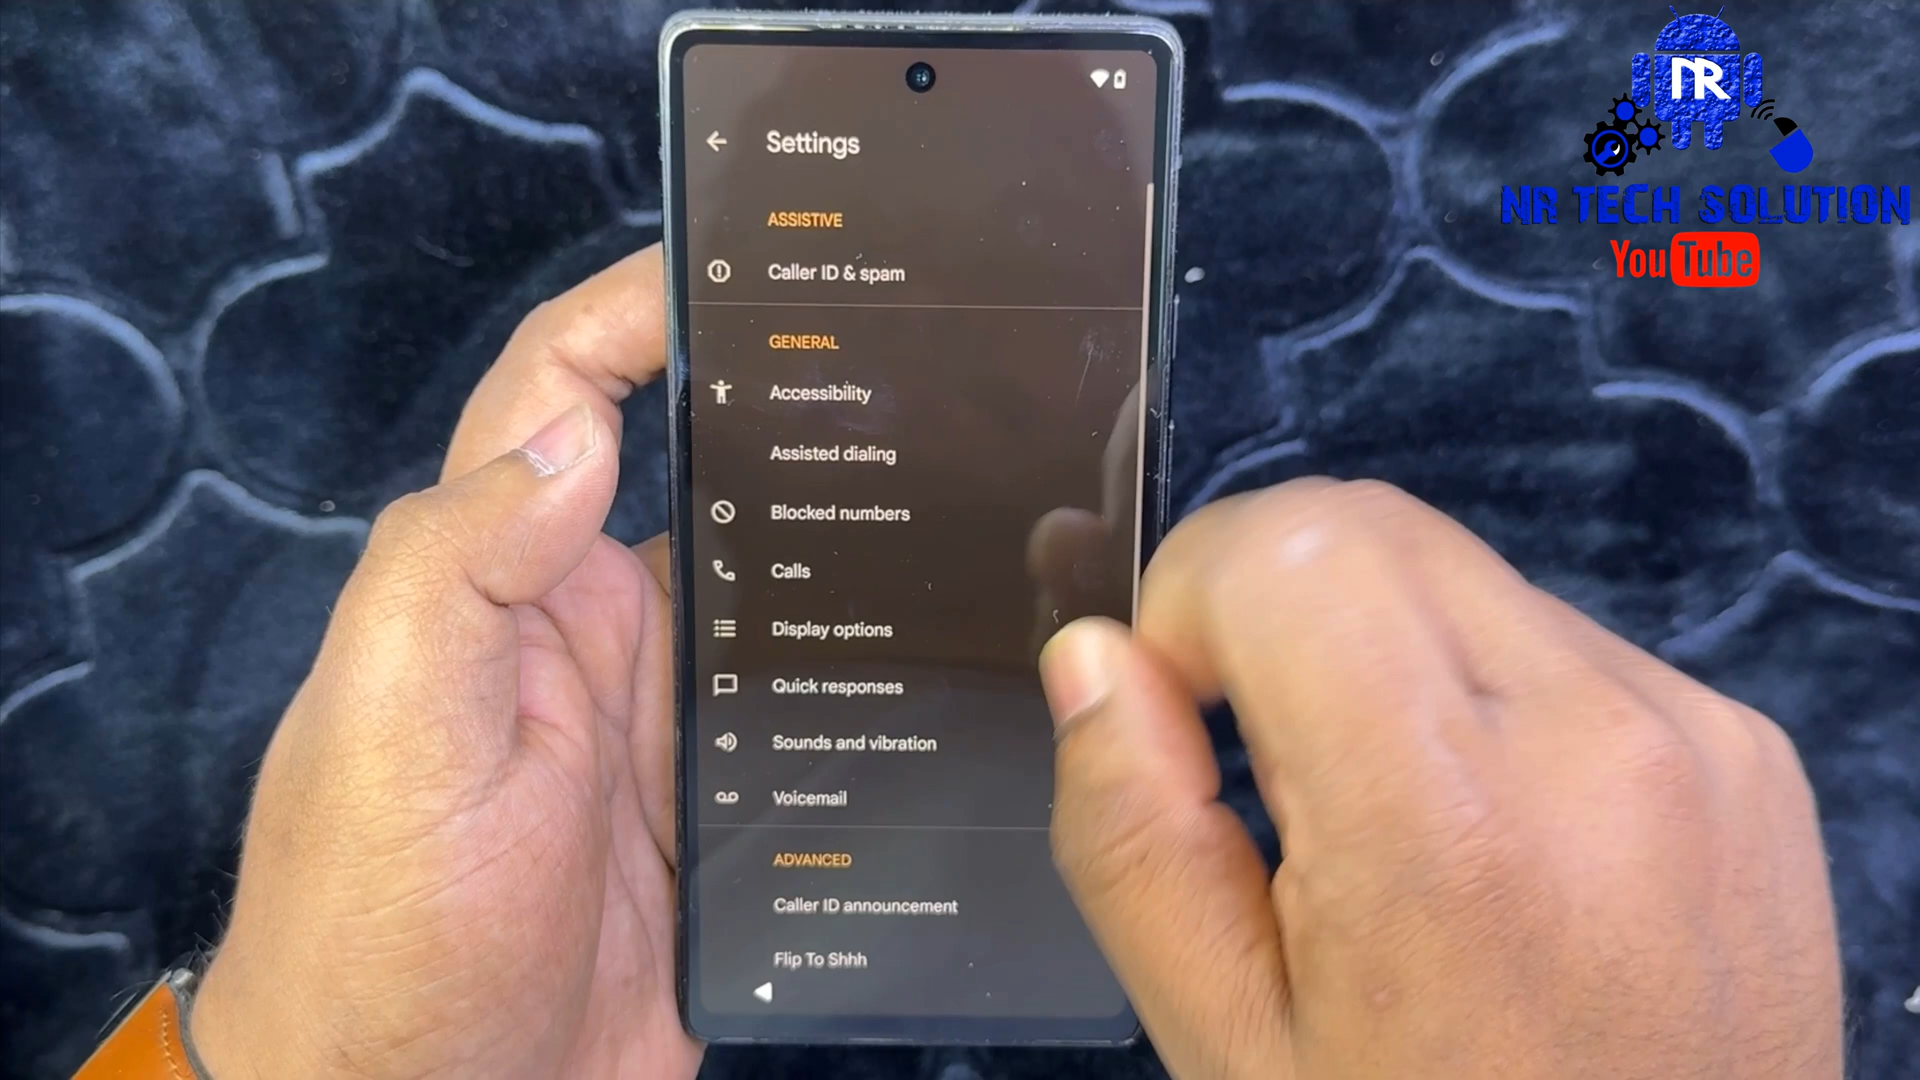 Settings
ASSISTIVE
Caller ID & spam
GENERAL
Accessibility
Assisted dialing
Blocked numbers
Calls
Display options
Quick responses
Sounds and vibration
Voicemail
ADVANCED
Caller ID announcement
Flip To Shhh
NR
NR TECH SOLUTION
YouTube